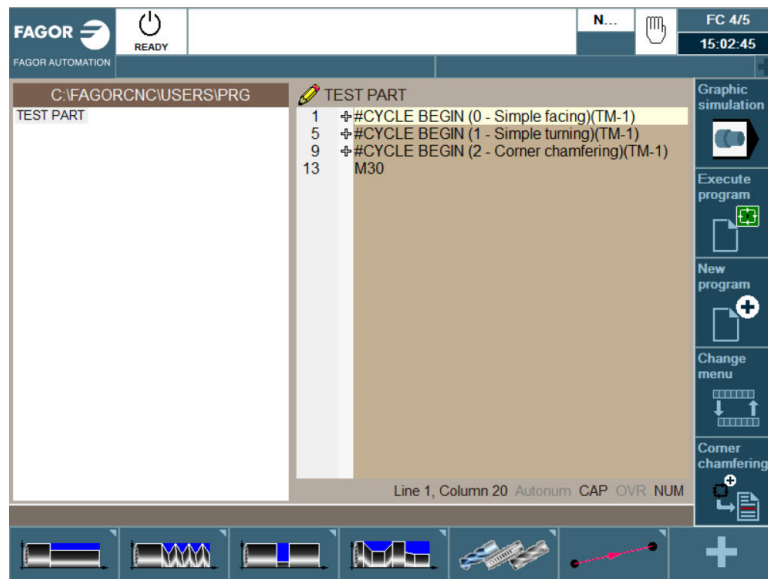 FAGOR
READY
N...
FC 4/5
15:02:45
FAGOR AUTOMATION
C:\FAGORCNC\USERS\PRG
TEST PART
TEST PART
1 #CYCLE BEGIN (0 - Simple facing)(TM-1)
5 #CYCLE BEGIN (1 - Simple turning)(TM-1)
9 #CYCLE BEGIN (2 - Corner chamfering)(TM-1)
13 M30
Line 1, Column 20 Autonum CAP OVR NUM
Graphic
simulation
Execute
program
New
program
Change
menu
Corner
chamfering